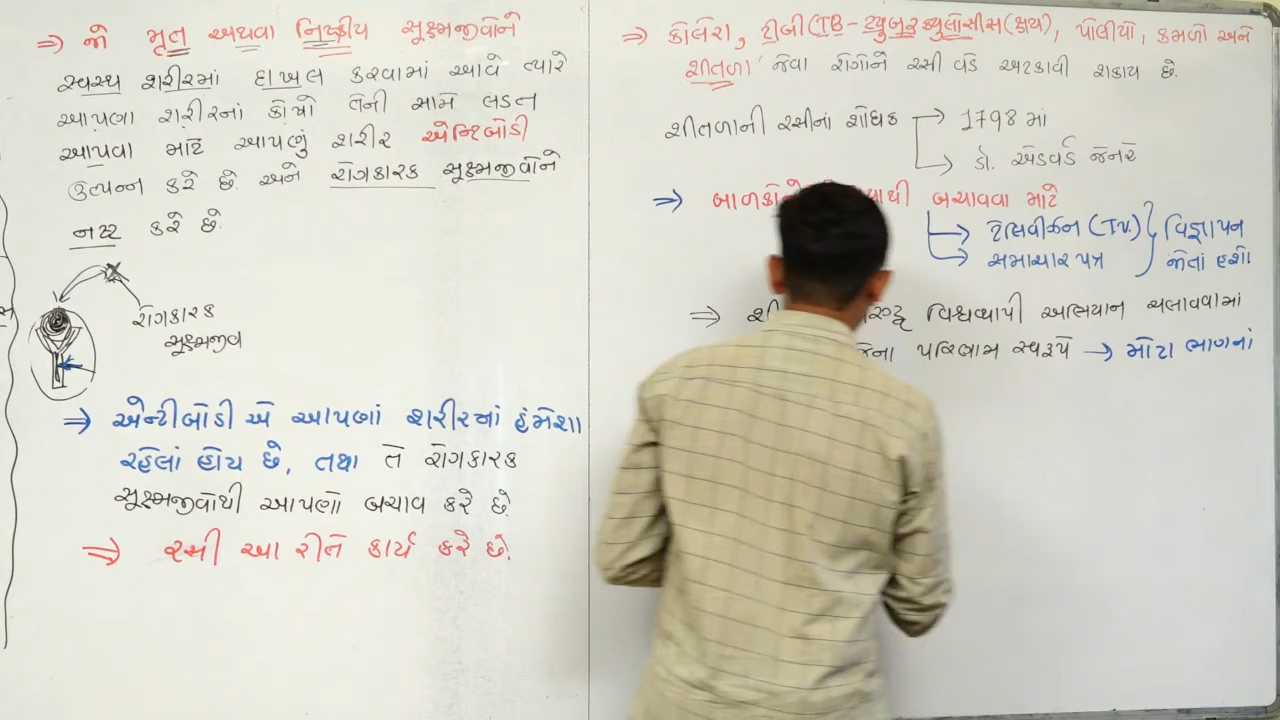 ⇒ જો મૃત અથવા નિષ્ક્રીય સૂક્ષ્મજીવોને
સ્વસ્થ શરીરમાં દાખલ કરવામાં આવે ત્યારે
આપણા શરીરનાં કોષો તેની સામે લડત
આપવા માટે આપણું શરીર એન્ટિબોડી
ઉત્પન્ન કરે છે. અને રોગકારક સૂક્ષ્મજીવોને
નષ્ટ કરે છે.
રોગકારક
સૂક્ષ્મજીવ
⇒ એન્ટીબોડી એ આપણાં શરીરમાં હંમેશા
રહેલાં હોય છે, તથા તે રોગકારક
સૂક્ષ્મજીવોથી આપણો બચાવ કરે છે.
⇒ રસી આ રીતે કાર્ય કરે છે.
⇒ કોલેરા, ટીબી(TB - ટ્યુબરક્યુલોસીસ(ક્ષય), પોલીયો, કમળો અને
શીતળા જેવા રોગોને રસી વડે અટકાવી શકાય છે.
શીતળાની રસીનાં શોધક → 1798 માં
→ ડો. એડવર્ડ જેનરે
⇒ બાળકોને બચાવવા માટે
→ ટેલિવીઝન (T.V.)
→ સમાચારપત્ર
વિજ્ઞાપન
જોતાં હશો
⇒ વિશ્વવ્યાપી અભિયાન ચલાવવામાં
જેના પરિણામ સ્વરૂપે → મોટા ભાગનાં